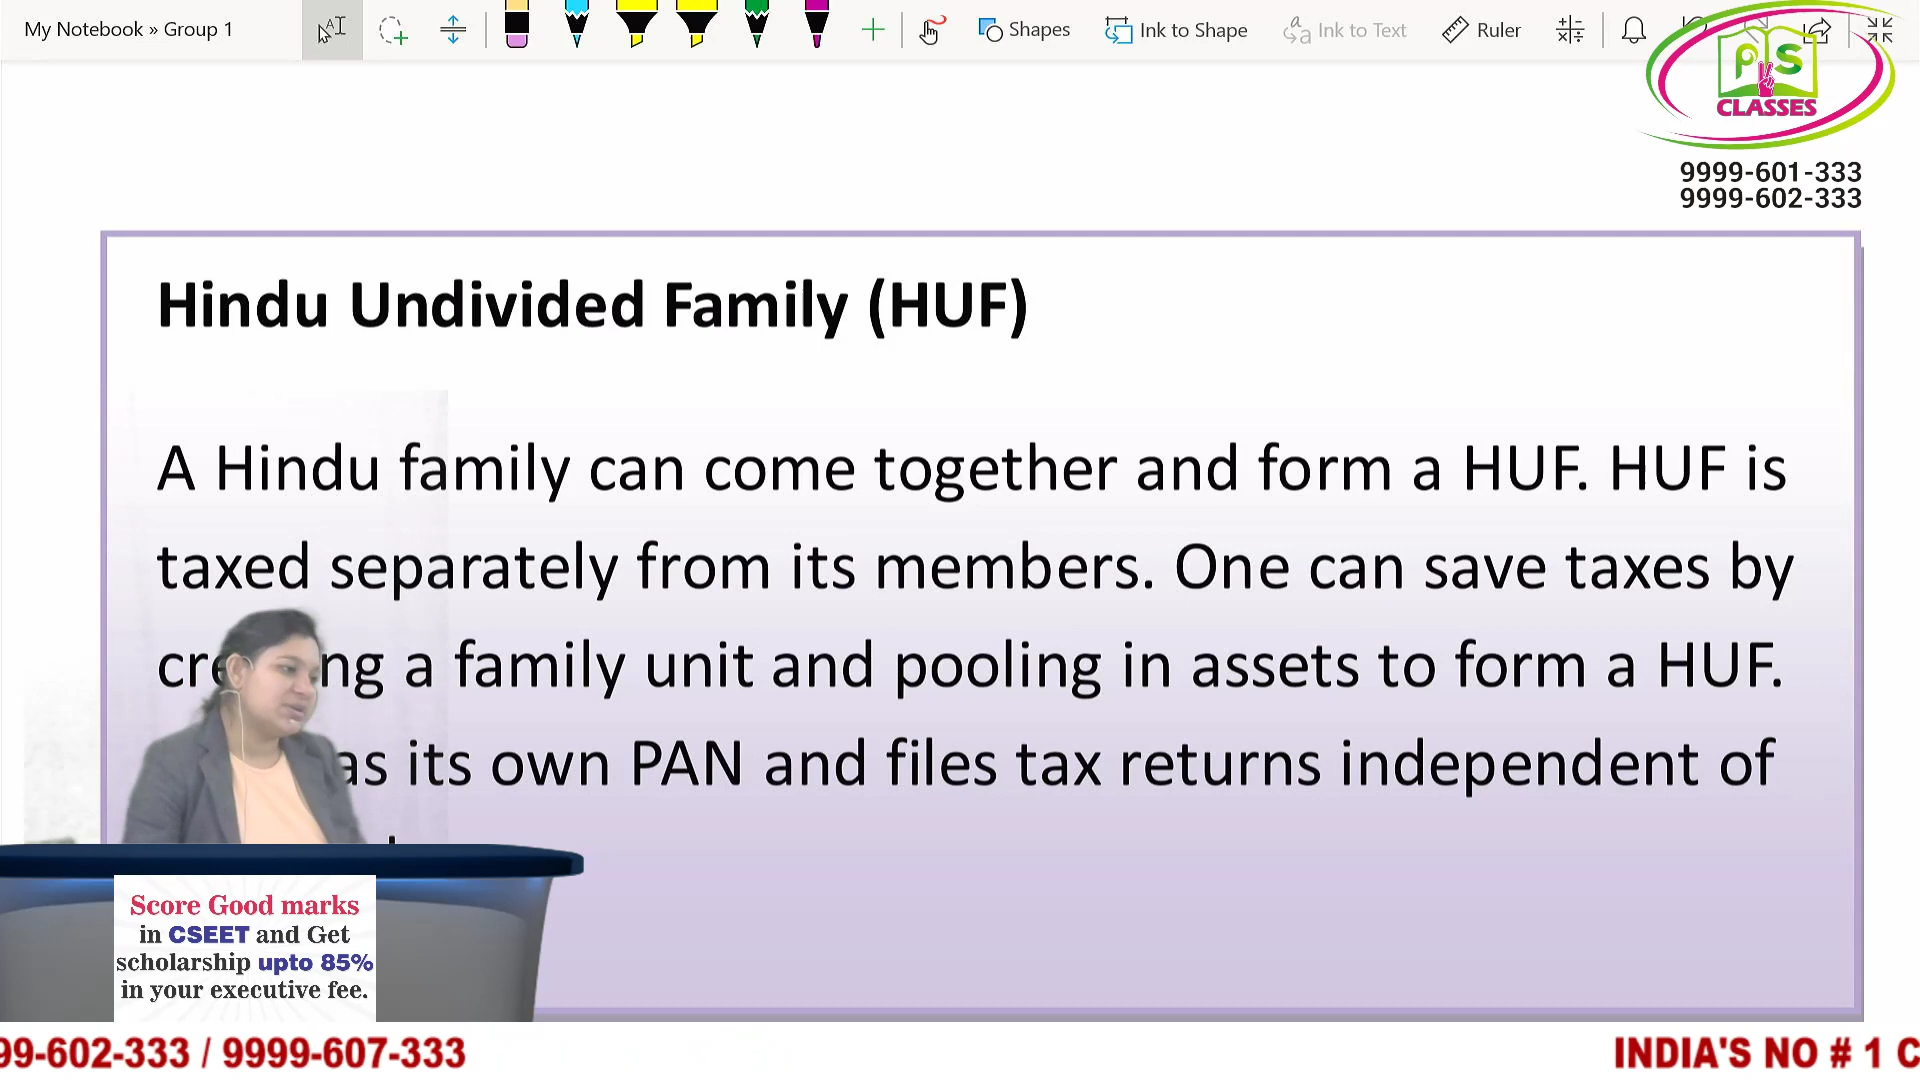 My Notebook » Group 1
Shapes
Ink to Shape
Ink to Text
Ruler
PS
CLASSES
9999-601-333
9999-602-333
Hindu Undivided Family (HUF)
A Hindu family can come together and form a HUF. HUF is
taxed separately from its members. One can save taxes by
a family unit and pooling in assets to form a HUF.
its own PAN and files tax returns independent of
Score Good marks
in CSEET and Get
scholarship upto 85%
in your executive fee.
99-602-333 / 9999-607-333
INDIA'S NO # 1 C